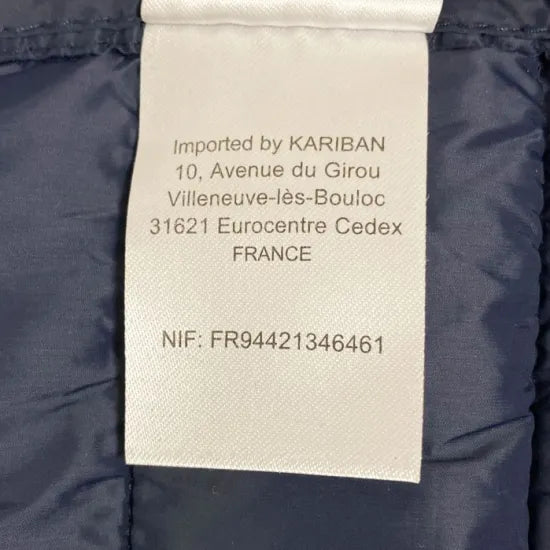 Imported by KARIBAN
10, Avenue du Girou
Villeneuve-lès-Bouloc
31621 Eurocentre Cedex
FRANCE
NIF: FR94421346461